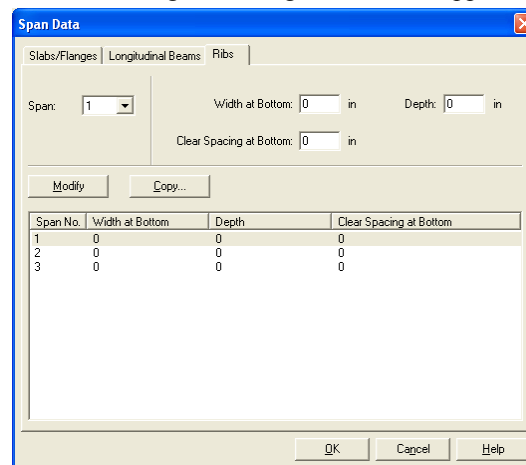 Span Data
Slabs/Flanges Longitudinal Beams Ribs
Span: 1 Width at Bottom: 0 in Depth: 0 in
Clear Spacing at Bottom: 0 in
Modify Copy...
Span No. Width at Bottom Depth Clear Spacing at Bottom
1 0 0 0
2 0 0 0
3 0 0 0
OK Cancel Help